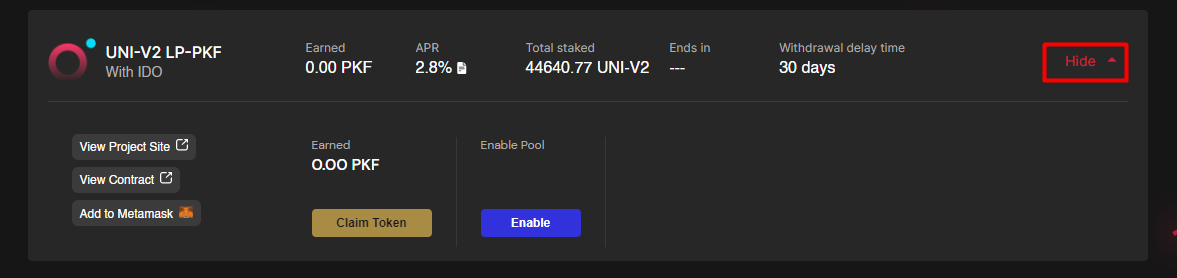 UNI-V2 LP-PKF
With IDO
Earned
0.00 PKF
APR
2.8%
Total staked
44640.77 UNI-V2
Ends in
---
Withdrawal delay time
30 days
Hide
View Project Site
View Contract
Add to Metamask
Earned
0.00 PKF
Claim Token
Enable Pool
Enable